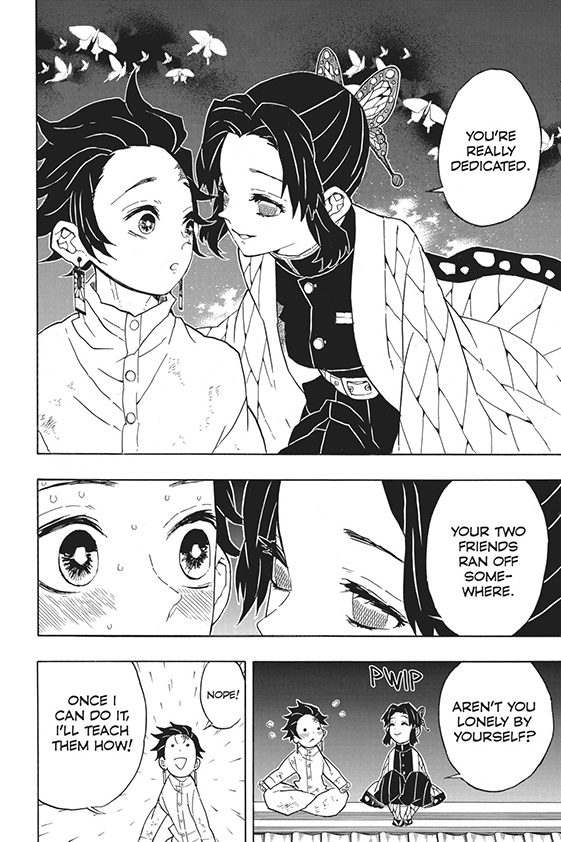 YOU'RE
REALLY
DEDICATED.
YOUR TWO
FRIENDS
RAN OFF
SOME-
WHERE.
PWIP
AREN'T YOU
LONELY BY
YOURSELF?
NOPE!
ONCE I
CAN DO IT,
I'LL TEACH
THEM HOW!